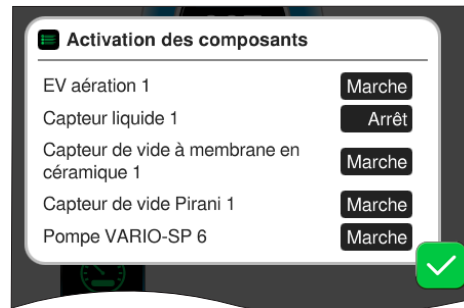 Activation des composants
EV aération 1 Marche
Capteur liquide 1 Arrêt
Capteur de vide à membrane en
céramique 1 Marche
Capteur de vide Pirani 1 Marche
Pompe VARIO-SP 6 Marche